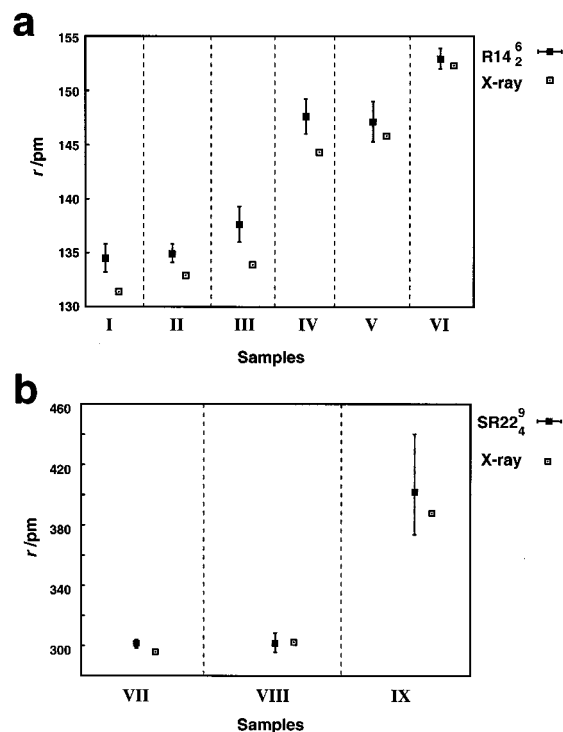 a
155
150
145
140
135
130
r/pm
R14 6 2
X-ray
I II III IV V VI
Samples
b
460
420
380
340
300
r/pm
SR22 9 4
X-ray
VII VIII IX
Samples